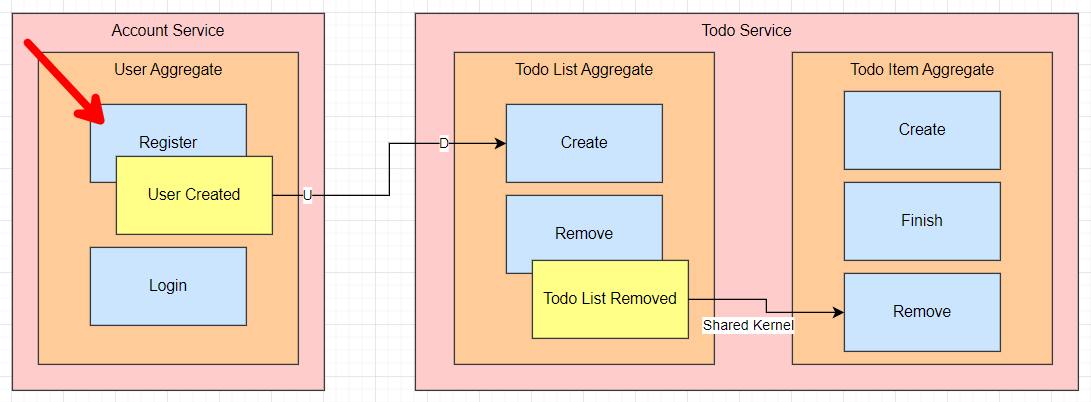 Account Service
User Aggregate
Register
User Created
U
Login
Todo Service
Todo List Aggregate
D
Create
Remove
Todo List Removed
Shared Kernel
Todo Item Aggregate
Create
Finish
Remove